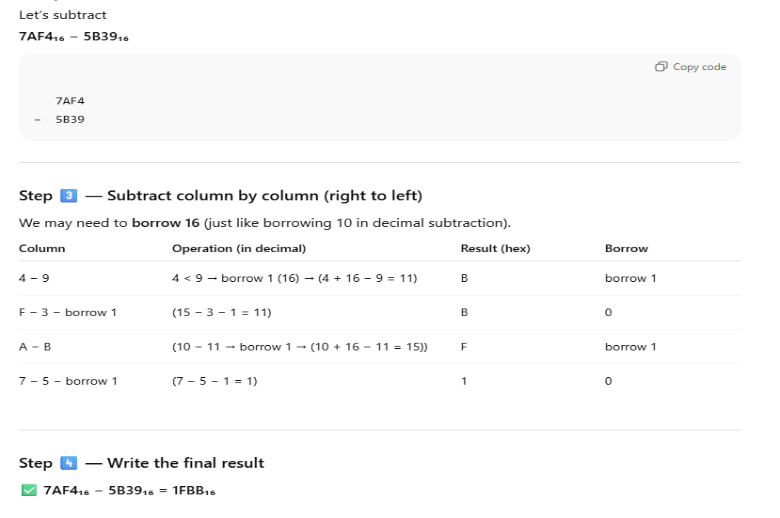 Let's subtract
7AF4₁₆ − 5B39₁₆
Copy code
7AF4
− 5B39
Step 3 — Subtract column by column (right to left)
We may need to borrow 16 (just like borrowing 10 in decimal subtraction).
Column Operation (in decimal) Result (hex) Borrow
4 − 9 4 < 9 → borrow 1 (16) → (4 + 16 − 9 = 11) B borrow 1
F − 3 − borrow 1 (15 − 3 − 1 = 11) B 0
A − B (10 − 11 → borrow 1 → (10 + 16 − 11 = 15)) F borrow 1
7 − 5 − borrow 1 (7 − 5 − 1 = 1) 1 0
Step 4 — Write the final result
✅ 7AF4₁₆ − 5B39₁₆ = 1FBB₁₆